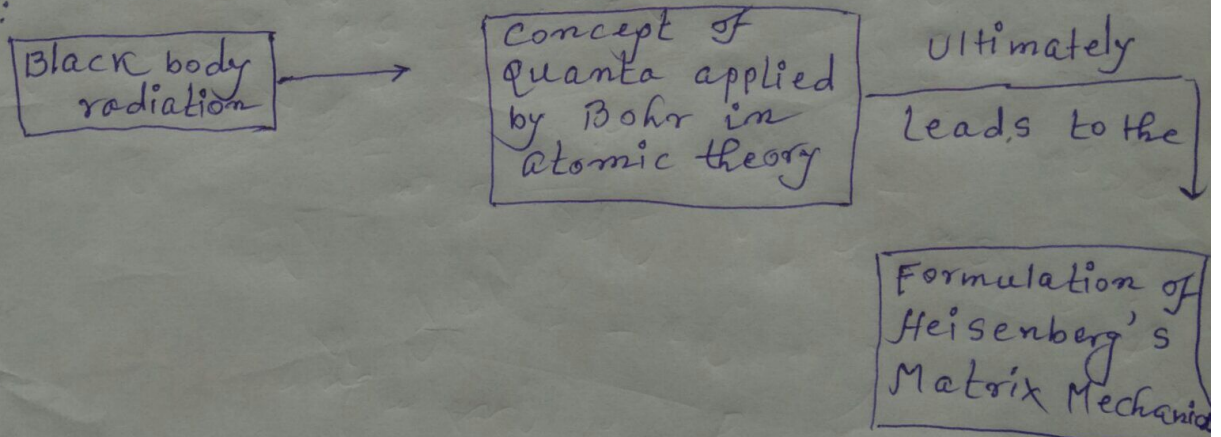 Black body
radiation
Concept of
Quanta applied
by Bohr in
atomic theory
Ultimately
Leads to the
Formulation of
Heisenberg's
Matrix Mechanic